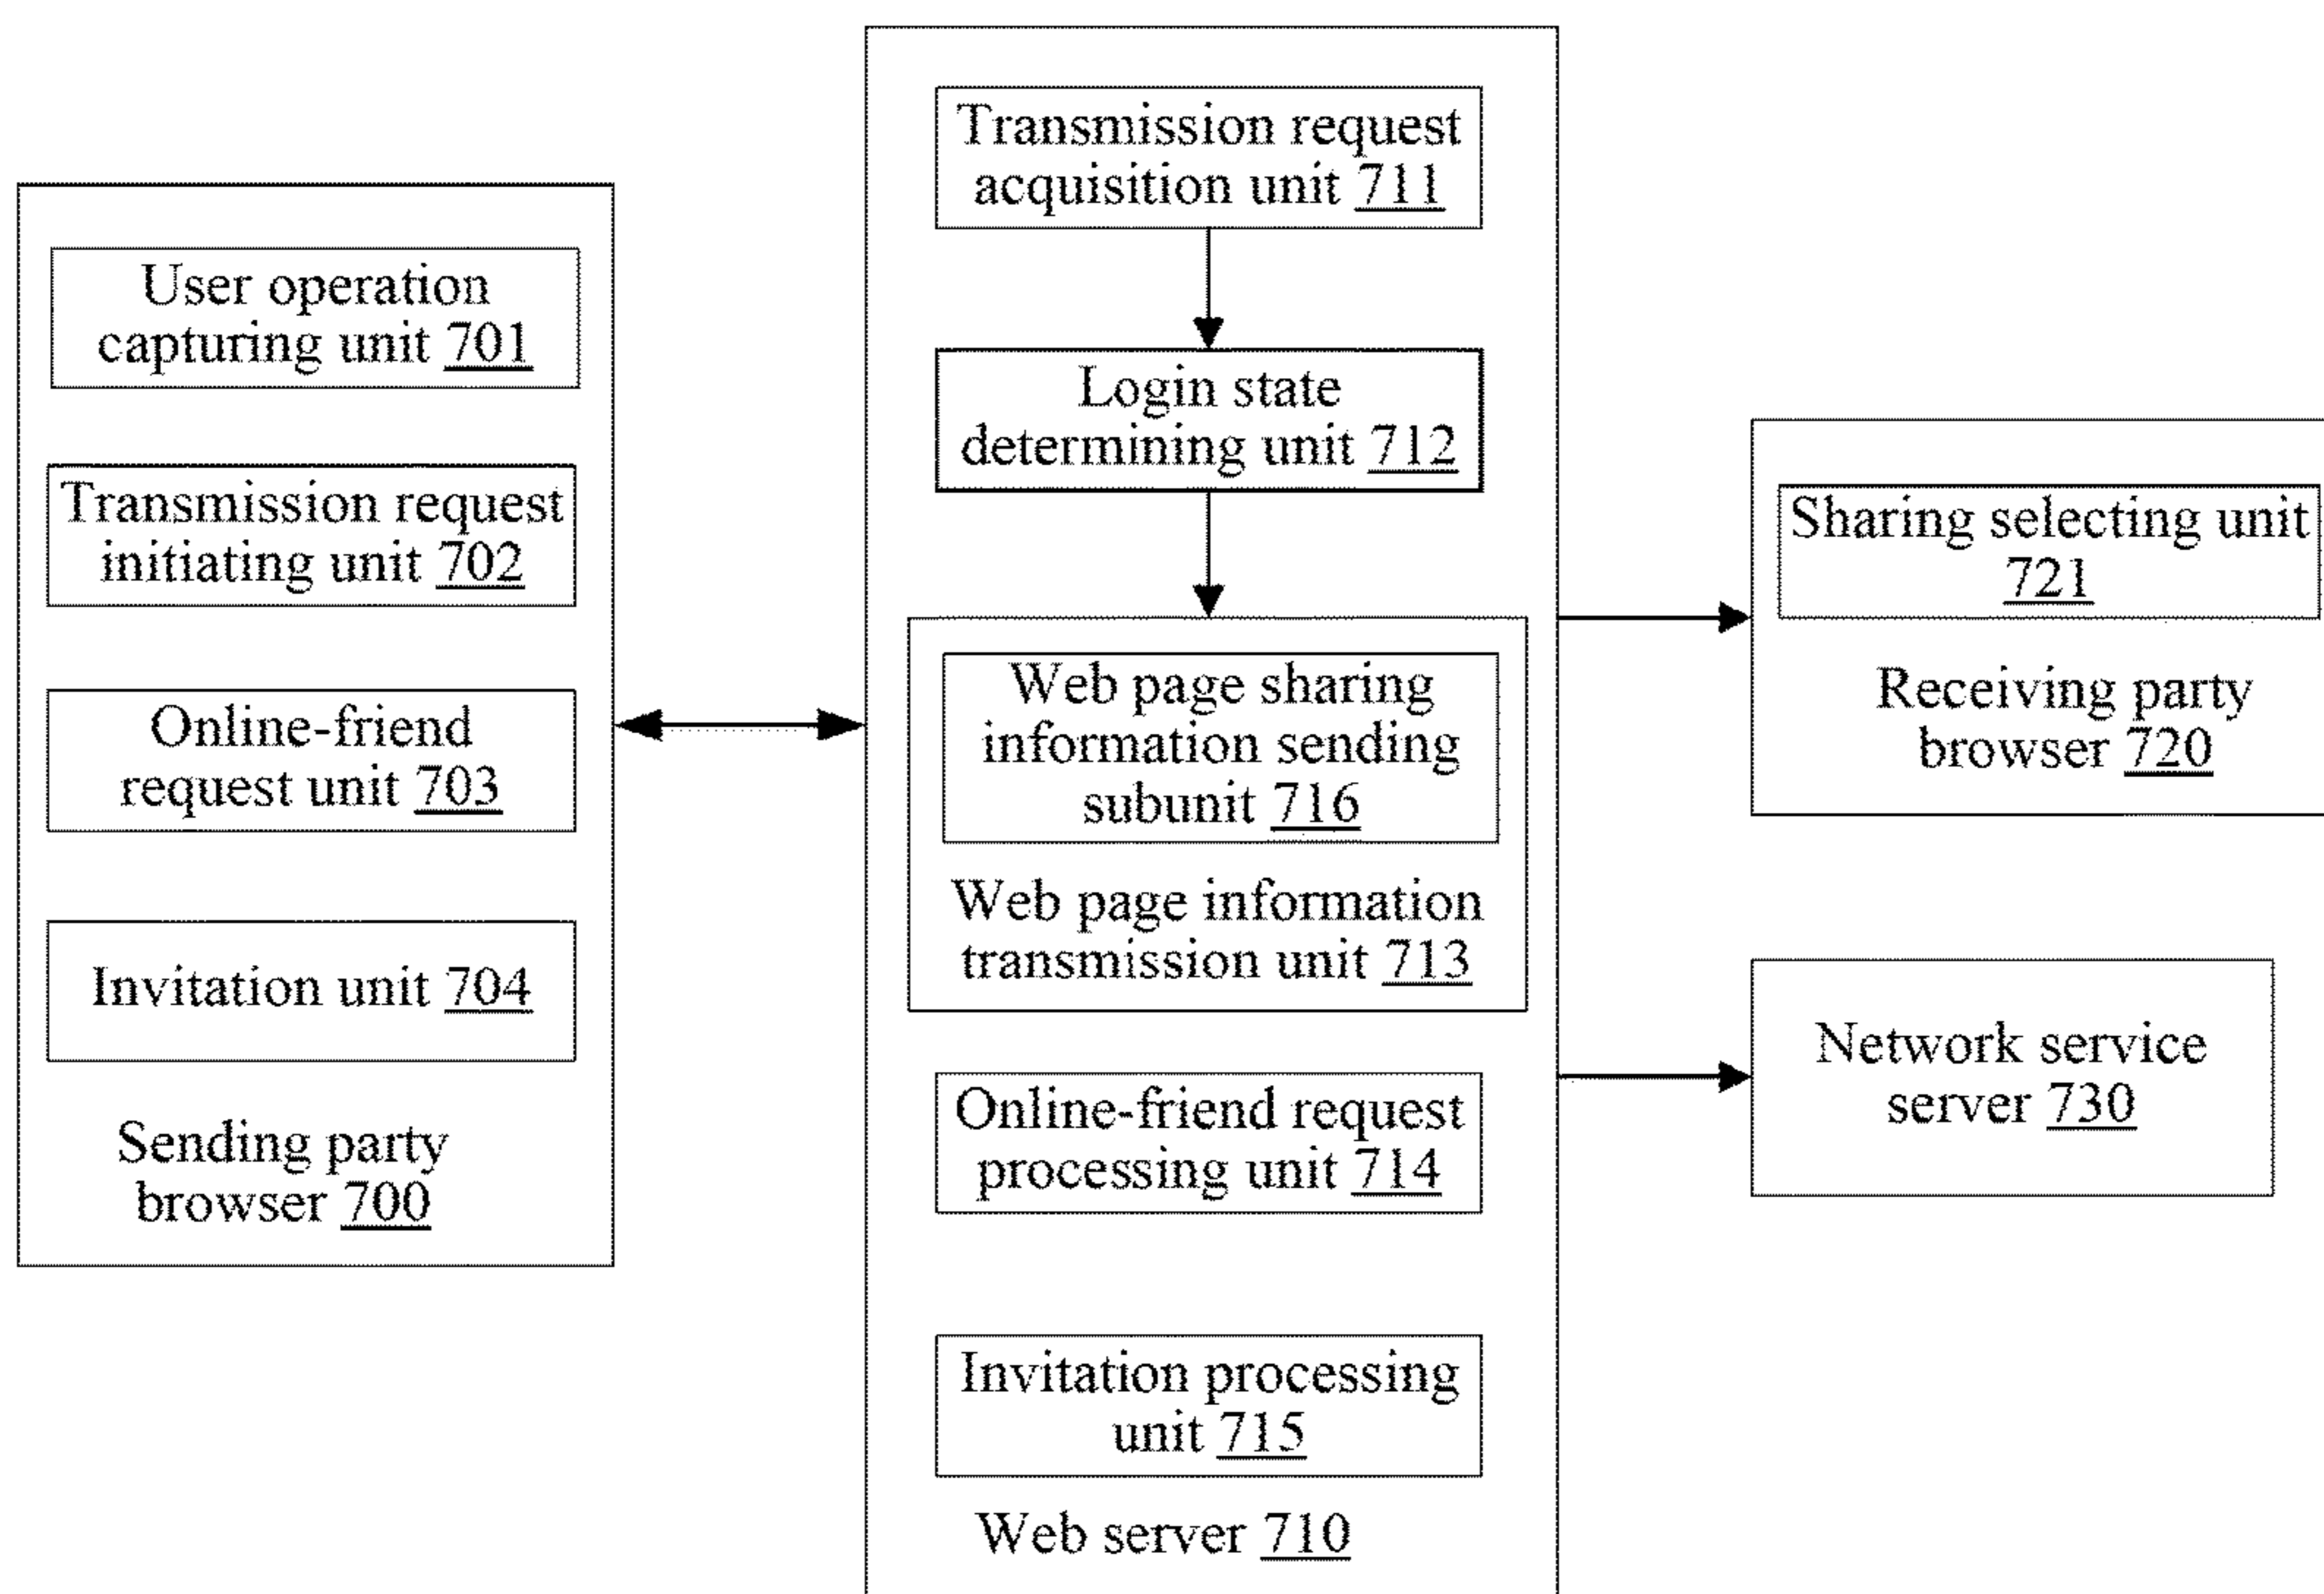 User operation
capturing unit 701
Transmission request
initiating unit 702
Online-friend
request unit 703
Invitation unit 704
Sending party
browser 700
Transmission request
acquisition unit 711
Login state
determining unit 712
Web page sharing
information sending
subunit 716
Web page information
transmission unit 713
Online-friend request
processing unit 714
Invitation processing
unit 715
Web server 710
Sharing selecting unit
721
Receiving party
browser 720
Network service
server 730